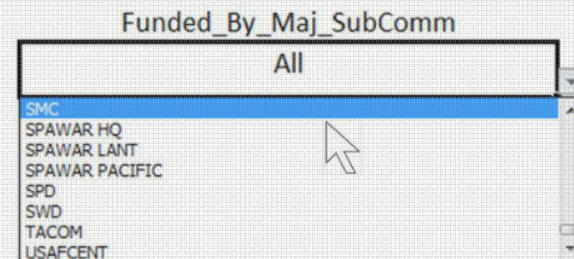 Funded_By_Maj_SubComm
All
SMC
SPAWAR HQ
SPAWAR LANT
SPAWAR PACIFIC
SPD
SWD
TACOM
USAFCENT